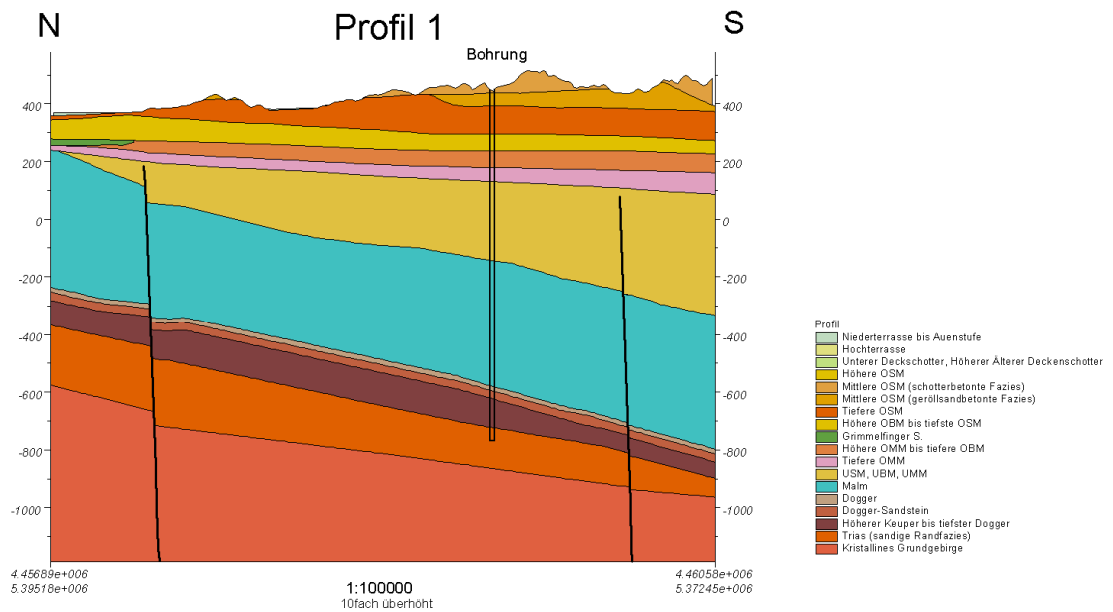 N
Profil 1
S
Bohrung
400
200
0
-200
-400
-600
-800
-1000
400
200
0
-200
-400
-600
-800
-1000
4.45689e+006
5.39518e+006
1:100000
10fach überhöht
4.46058e+006
5.37245e+006
Profil
Niederterrasse bis Auenstufe
Hochterrasse
Unterer Deckschotter, Höherer Älterer Deckenschotter
Höhere OSM
Mittlere OSM (schotterbetonte Fazies)
Mittlere OSM (geröllsandbetonte Fazies)
Tiefere OSM
Höhere OBM bis tiefste OSM
Grimmelfinger S.
Höhere OMM bis tiefere OBM
Tiefere OMM
USM, UBM, UMM
Malm
Dogger
Dogger-Sandstein
Höherer Keuper bis tiefster Dogger
Trias (sandige Randfazies)
Kristallines Grundgebirge